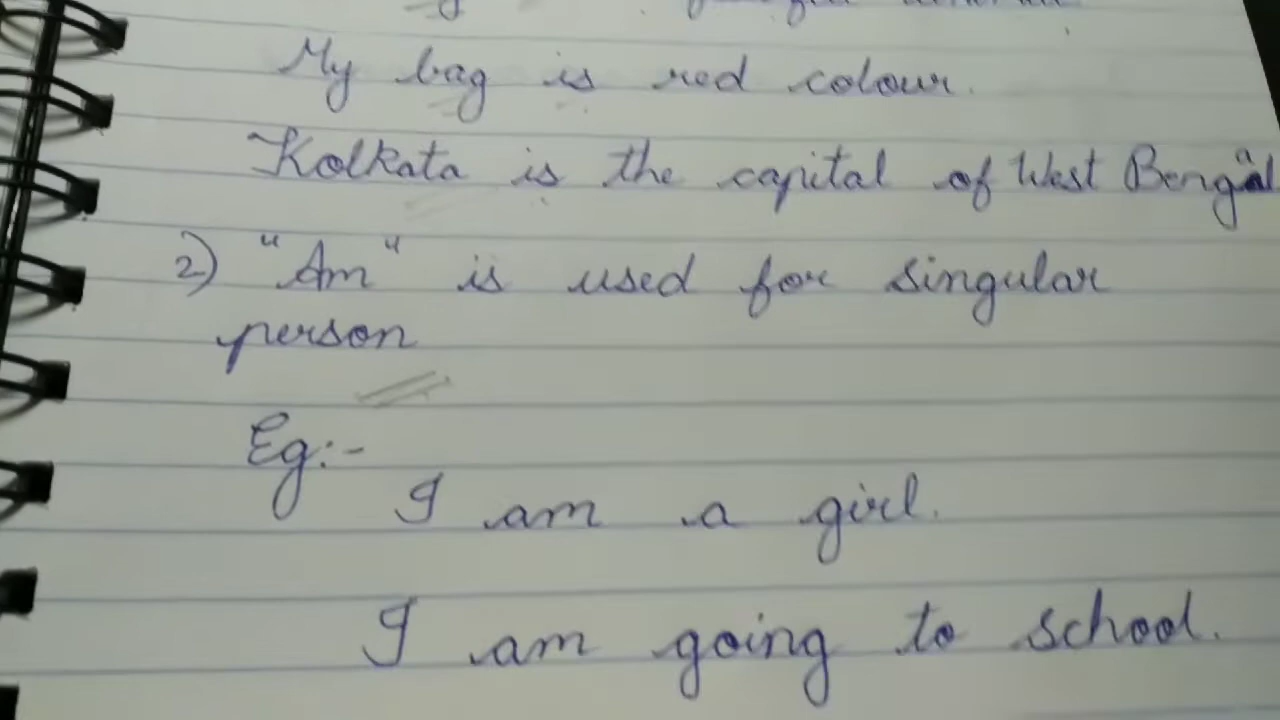 My bag is red colour.
Kolkata is the capital of West Bengal
2) "Am" is used for singular
person
Eg:-
I am a girl.
I am going to school.